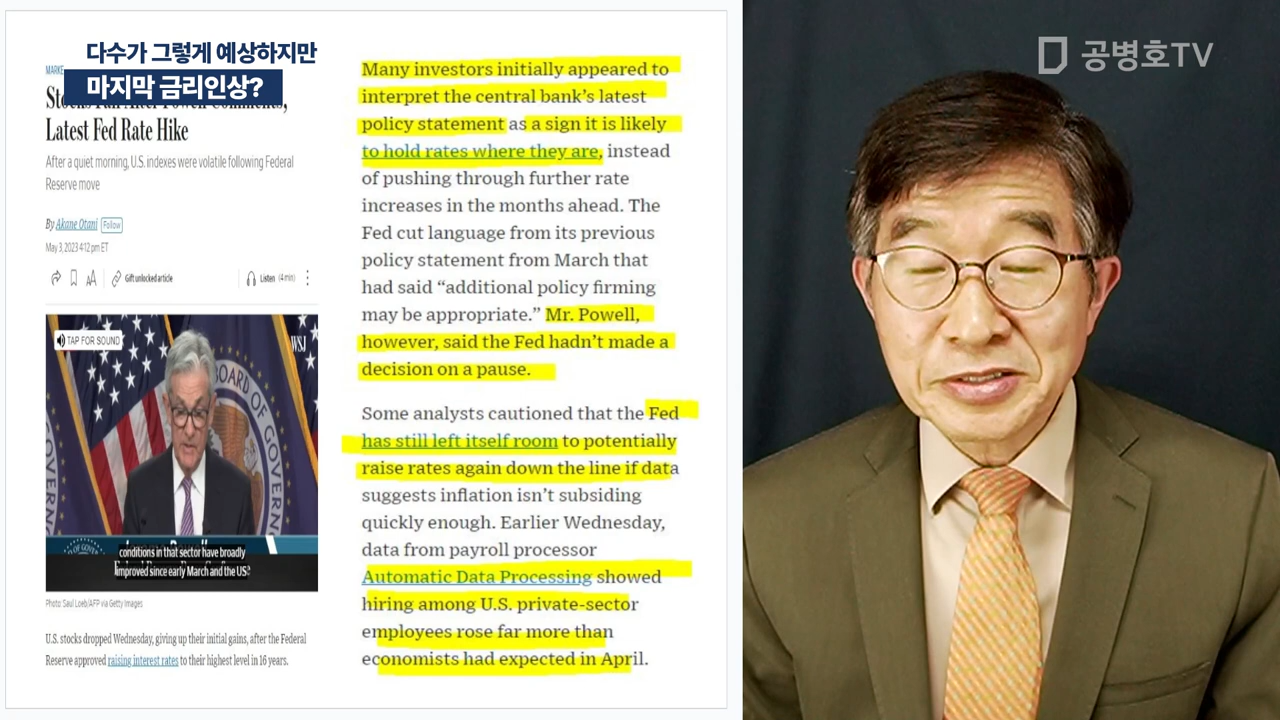 다수가 그렇게 예상하지만
마지막 금리인상?
Latest Fed Rate Hike
After a quiet morning, U.S. indexes were volatile following Federal
Reserve move
By Akane Otani Follow
May 3, 2023 4:12 pm ET
Gift unlocked article
Listen (4 min)
TAP FOR SOUND
WSJ
BOARD OF GOVERNO
conditions in that sector have broadly
improved since early March and the US
Photo: Saul Loeb/AFP via Getty Images
U.S. stocks dropped Wednesday, giving up their initial gains, after the Federal
Reserve approved raising interest rates to their highest level in 16 years.
Many investors initially appeared to
interpret the central bank's latest
policy statement as a sign it is likely
to hold rates where they are, instead
of pushing through further rate
increases in the months ahead. The
Fed cut language from its previous
policy statement from March that
had said “additional policy firming
may be appropriate.” Mr. Powell,
however, said the Fed hadn't made a
decision on a pause.
Some analysts cautioned that the Fed
has still left itself room to potentially
raise rates again down the line if data
suggests inflation isn't subsiding
quickly enough. Earlier Wednesday,
data from payroll processor
Automatic Data Processing showed
hiring among U.S. private-sector
employees rose far more than
economists had expected in April.
공병호TV